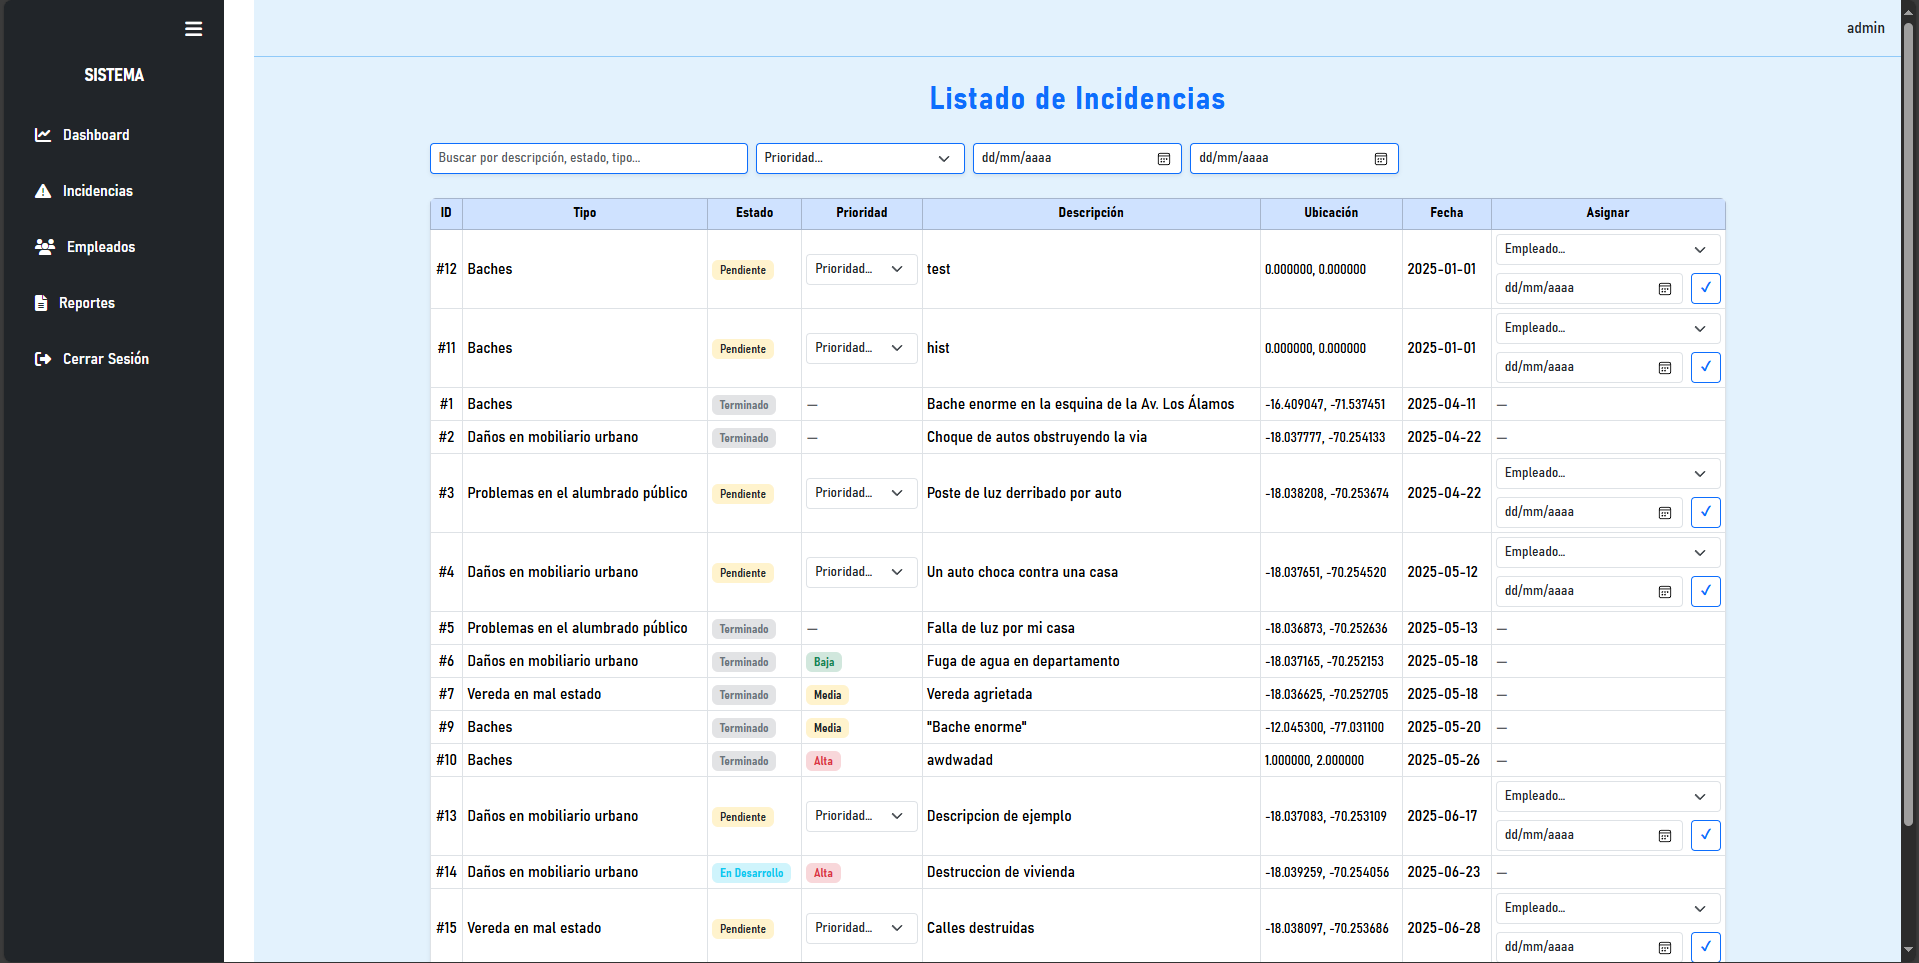 admin
SISTEMA
Dashboard
Incidencias
Empleados
Reportes
Cerrar Sesión
Listado de Incidencias
Buscar por descripción, estado, tipo... Prioridad... dd/mm/aaaa dd/mm/aaaa
ID Tipo Estado Prioridad Descripción Ubicación Fecha Asignar
#12 Baches Pendiente Prioridad... test 0.000000, 0.000000 2025-01-01 Empleado...
dd/mm/aaaa ✓
#11 Baches Pendiente Prioridad... hist 0.000000, 0.000000 2025-01-01 Empleado...
dd/mm/aaaa ✓
#1 Baches Terminado — Bache enorme en la esquina de la Av. Los Álamos -16.409047, -71.537451 2025-04-11 —
#2 Daños en mobiliario urbano Terminado — Choque de autos obstruyendo la via -18.037777, -70.254133 2025-04-22 —
#3 Problemas en el alumbrado público Pendiente Prioridad... Poste de luz derribado por auto -18.038208, -70.253674 2025-04-22 Empleado...
dd/mm/aaaa ✓
#4 Daños en mobiliario urbano Pendiente Prioridad... Un auto choca contra una casa -18.037651, -70.254520 2025-05-12 Empleado...
dd/mm/aaaa ✓
#5 Problemas en el alumbrado público Terminado — Falla de luz por mi casa -18.036873, -70.252636 2025-05-13 —
#6 Daños en mobiliario urbano Terminado Baja Fuga de agua en departamento -18.037165, -70.252153 2025-05-18 —
#7 Vereda en mal estado Terminado Media Vereda agrietada -18.036625, -70.252705 2025-05-18 —
#9 Baches Terminado Media "Bache enorme" -12.045300, -77.031100 2025-05-20 —
#10 Baches Terminado Alta awdwadad 1.000000, 2.000000 2025-05-26 —
#13 Daños en mobiliario urbano Pendiente Prioridad... Descripcion de ejemplo -18.037083, -70.253109 2025-06-17 Empleado...
dd/mm/aaaa ✓
#14 Daños en mobiliario urbano En Desarrollo Alta Destruccion de vivienda -18.039259, -70.254056 2025-06-23 —
#15 Vereda en mal estado Pendiente Prioridad... Calles destruidas -18.038097, -70.253686 2025-06-28 Empleado...
dd/mm/aaaa ✓